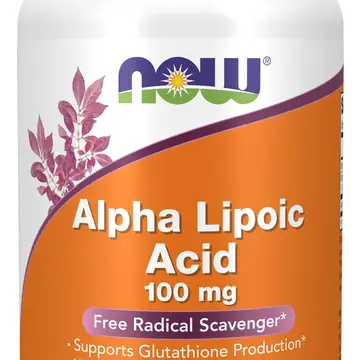 now®
Alpha Lipoic
Acid
100 mg
Free Radical Scavenger*
• Supports Glutathione Production*